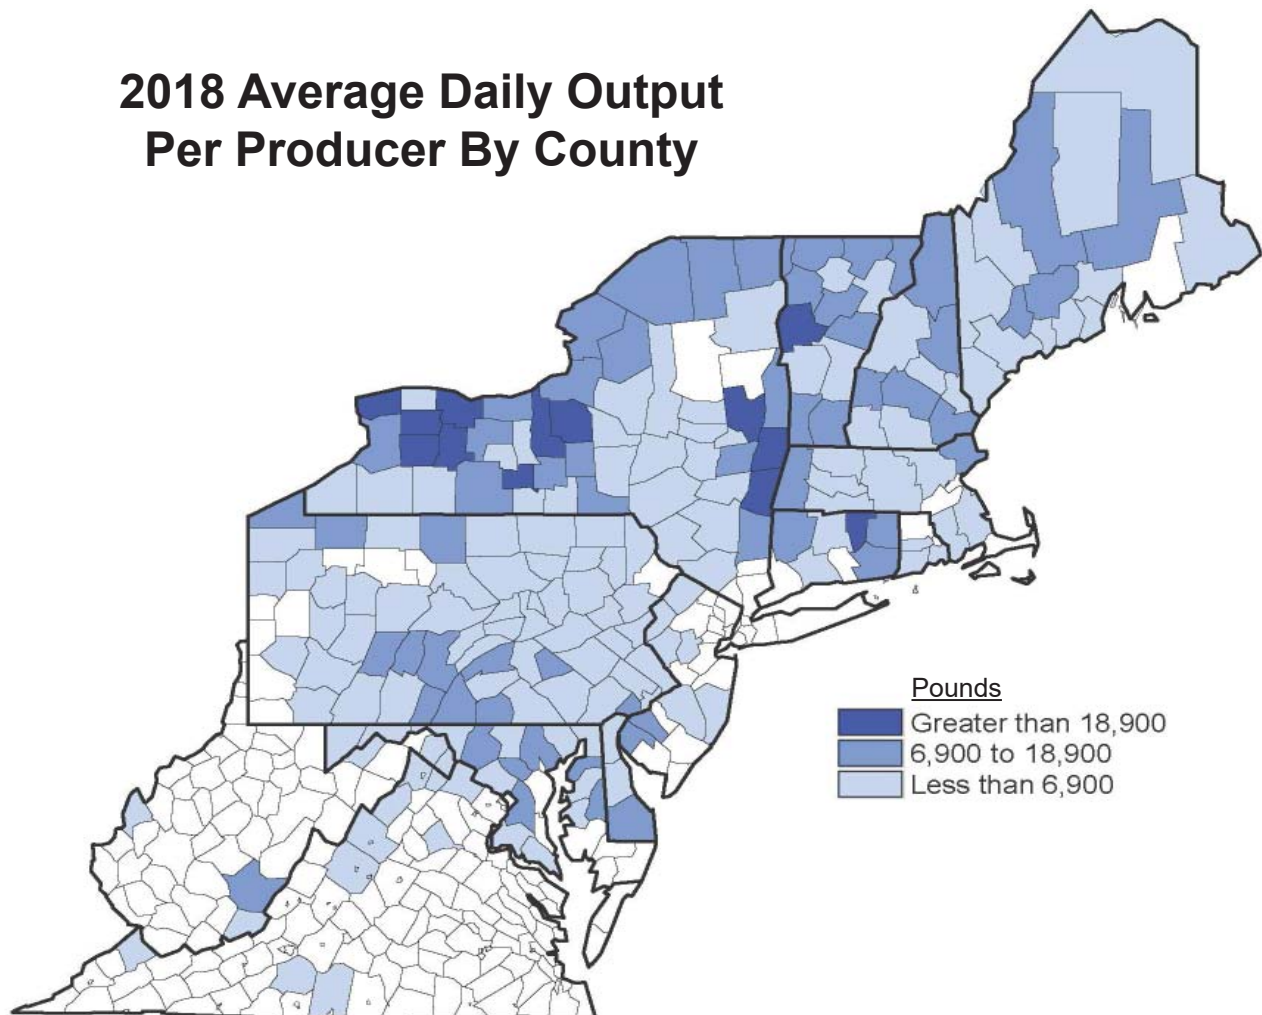 2018 Average Daily Output
Per Producer By County
Pounds
Greater than 18,900
6,900 to 18,900
Less than 6,900